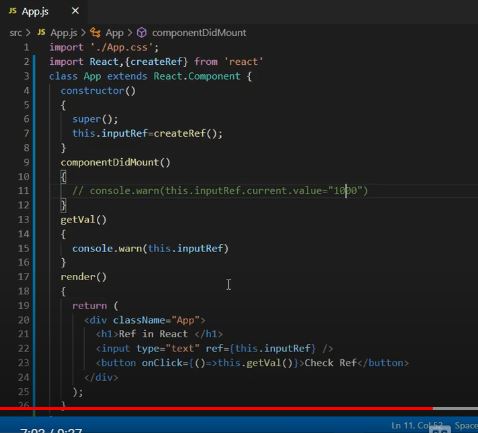 JS App.js ×
src > JS App.js > App > componentDidMount
1 import './App.css';
2 import React,{createRef} from 'react'
3 class App extends React.Component {
4 constructor()
5 {
6 super();
7 this.inputRef=createRef();
8 }
9 componentDidMount()
10 {
11 // console.warn(this.inputRef.current.value="1000")
12 }
13 getVal()
14 {
15 console.warn(this.inputRef)
16 }
17 render()
18 {
19 return (
20 <div className="App">
21 <h1>Ref in React </h1>
22 <input type="text" ref={this.inputRef} />
23 <button onClick={()=>this.getVal()}>Check Ref</button>
24 </div>
25 );
26 }
Ln 11, Col 53 Space
7:03 / 9:37